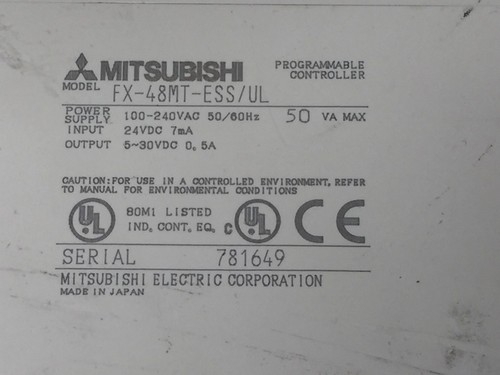 MITSUBISHI
PROGRAMMABLE
CONTROLLER
MODEL FX-48MT-ESS/UL
POWER SUPPLY 100-240VAC 50/60Hz 50 VA MAX
INPUT 24VDC 7mA
OUTPUT 5-30VDC 0.5A
CAUTION:FOR USE IN A CONTROLLED ENVIRONMENT, REFER
TO MANUAL FOR ENVIRONMENTAL CONDITIONS
UL 80M1 LISTED
IND. CONT. EQ. C UL CE
SERIAL 781649
MITSUBISHI ELECTRIC CORPORATION
MADE IN JAPAN